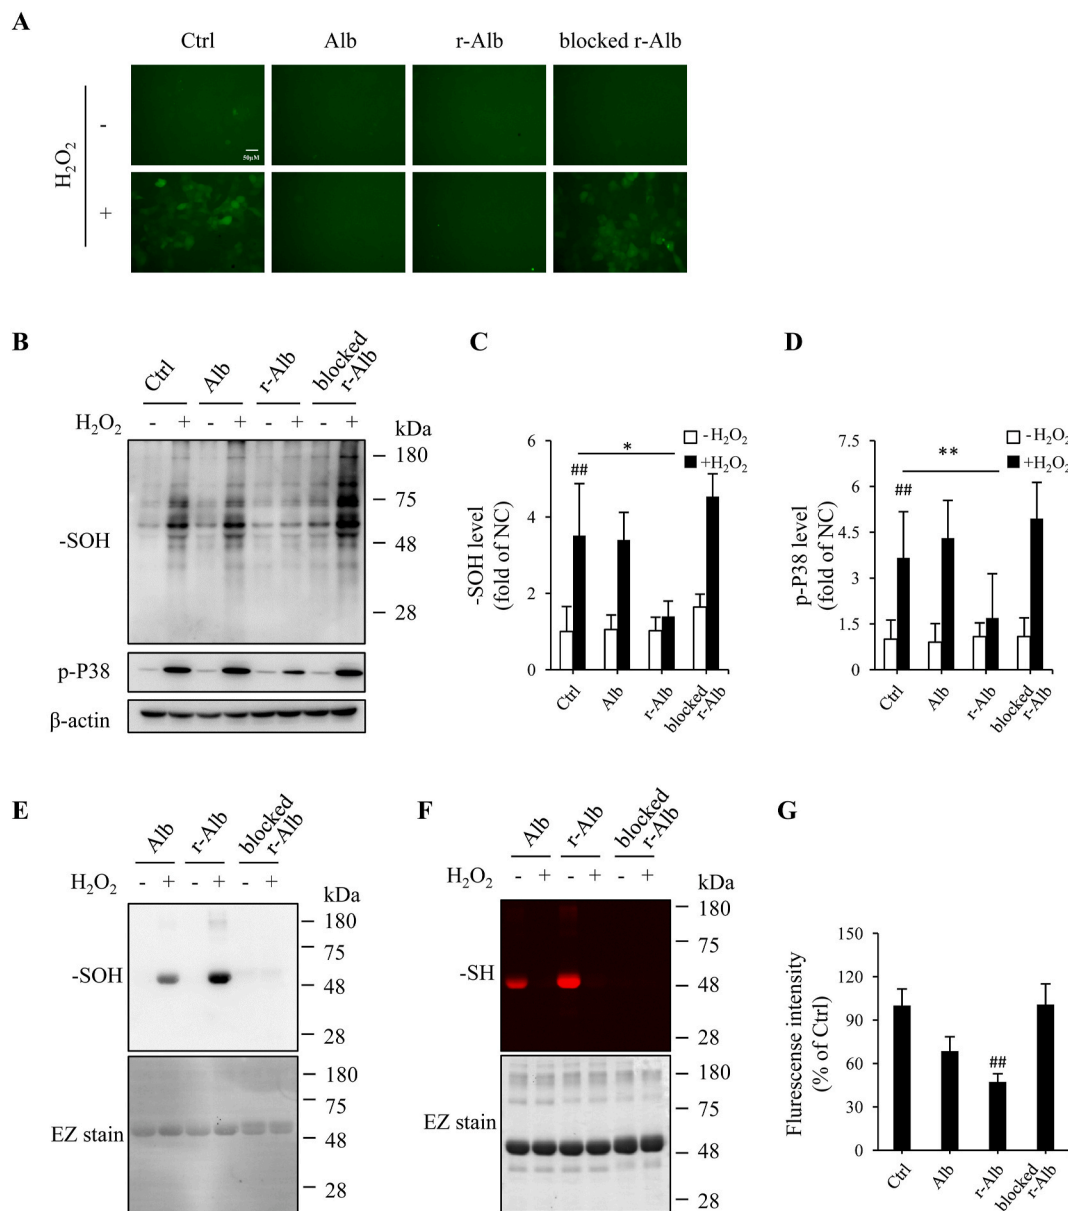 A
Ctrl Alb r-Alb blocked r-Alb
H₂O₂
-
50μM
+
B
Ctrl Alb r-Alb blocked r-Alb
H₂O₂ - + - + - + - + kDa
180
75
-SOH
48
28
p-P38
β-actin
C
6
4
2
0
-SOH level
(fold of NC)
-H₂O₂
+H₂O₂
##
*
Ctrl Alb r-Alb blocked r-Alb
D
7.5
6
4.5
3
1.5
0
p-P38 level
(fold of NC)
-H₂O₂
+H₂O₂
##
**
Ctrl Alb r-Alb blocked r-Alb
E
Alb r-Alb blocked r-Alb
H₂O₂ - + - + - + kDa
180
75
-SOH
48
28
180
75
EZ stain
48
28
F
Alb r-Alb blocked r-Alb
H₂O₂ - + - + - + kDa
180
75
-SH
48
28
180
75
EZ stain
48
28
G
150
120
90
60
30
0
Flurescense intensity
(% of Ctrl)
##
Ctrl Alb r-Alb blocked r-Alb